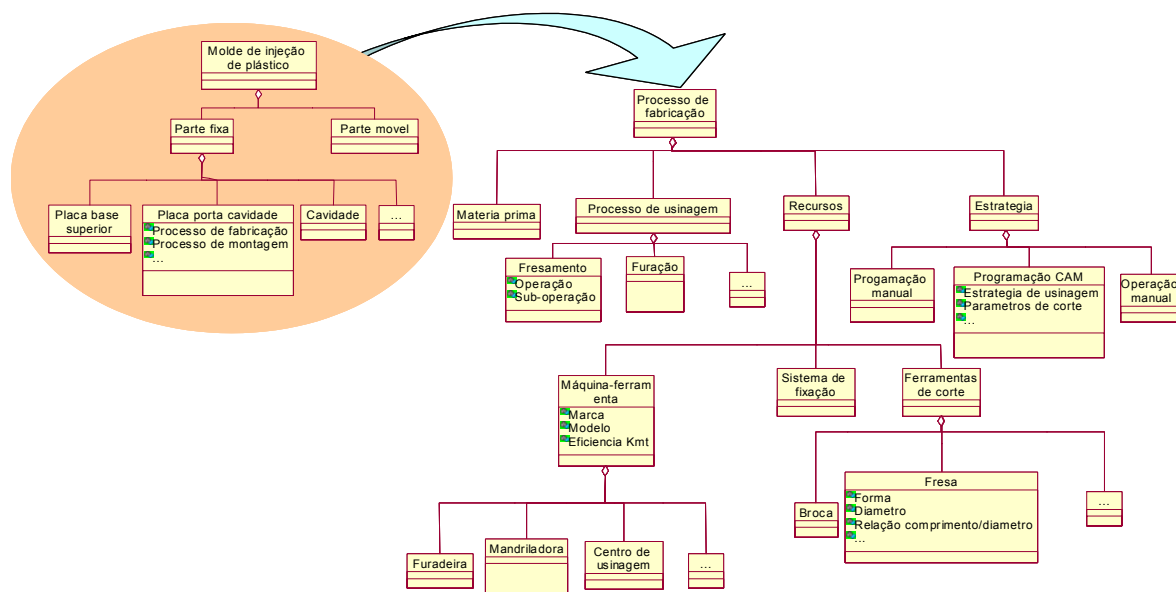 Molde de injeção
de plástico
Parte fixa
Parte movel
Placa base
superior
Placa porta cavidade
Processo de fabricação
Processo de montagem
...
Cavidade
...
Processo de
fabricação
Materia prima
Processo de usinagem
Recursos
Estrategia
Fresamento
Operação
Sub-operação
Furação
...
Progamação
manual
Programação CAM
Estrategia de usinagem
Parametros de corte
...
Operação
manual
Máquina-ferram
enta
Marca
Modelo
Eficiencia Kmt
Sistema de
fixação
Ferramentas
de corte
Furadeira
Mandriladora
Centro de
usinagem
...
Broca
Fresa
Forma
Diametro
Relação comprimento/diametro
...
...